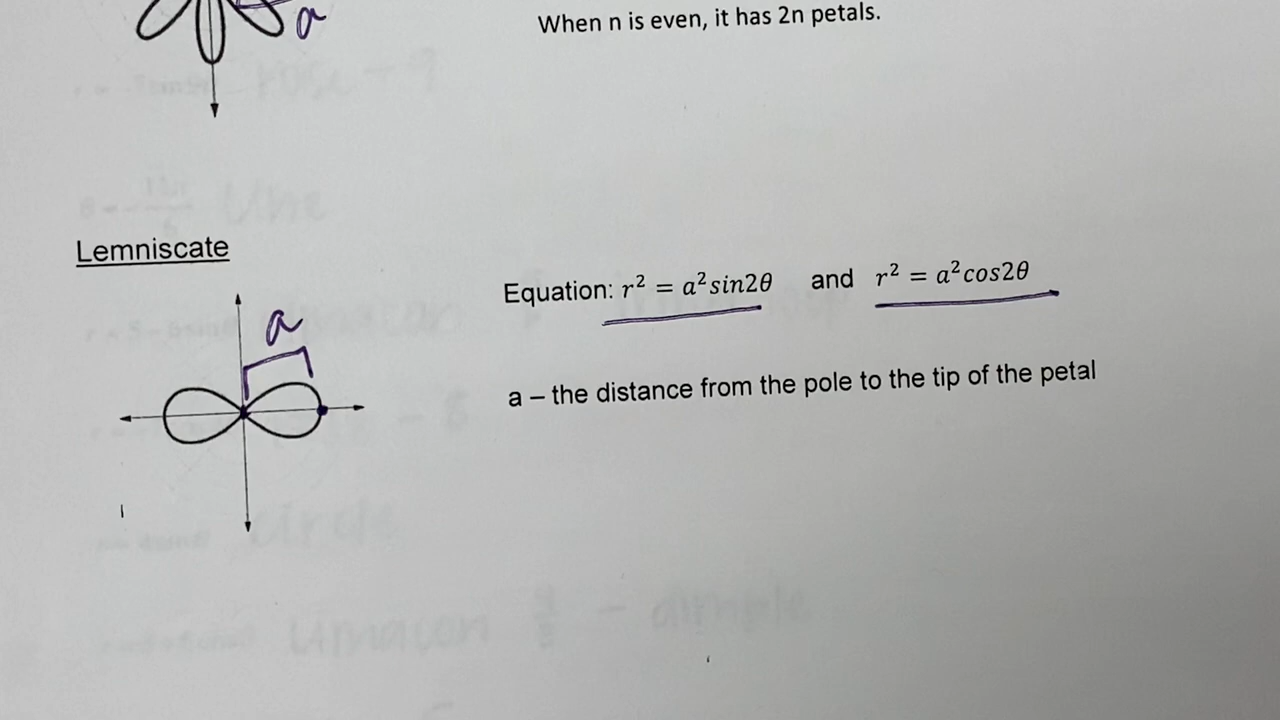 a
When n is even, it has 2n petals.
Lemniscate
Equation: r² = a²sin2θ and r² = a²cos2θ
a
a – the distance from the pole to the tip of the petal